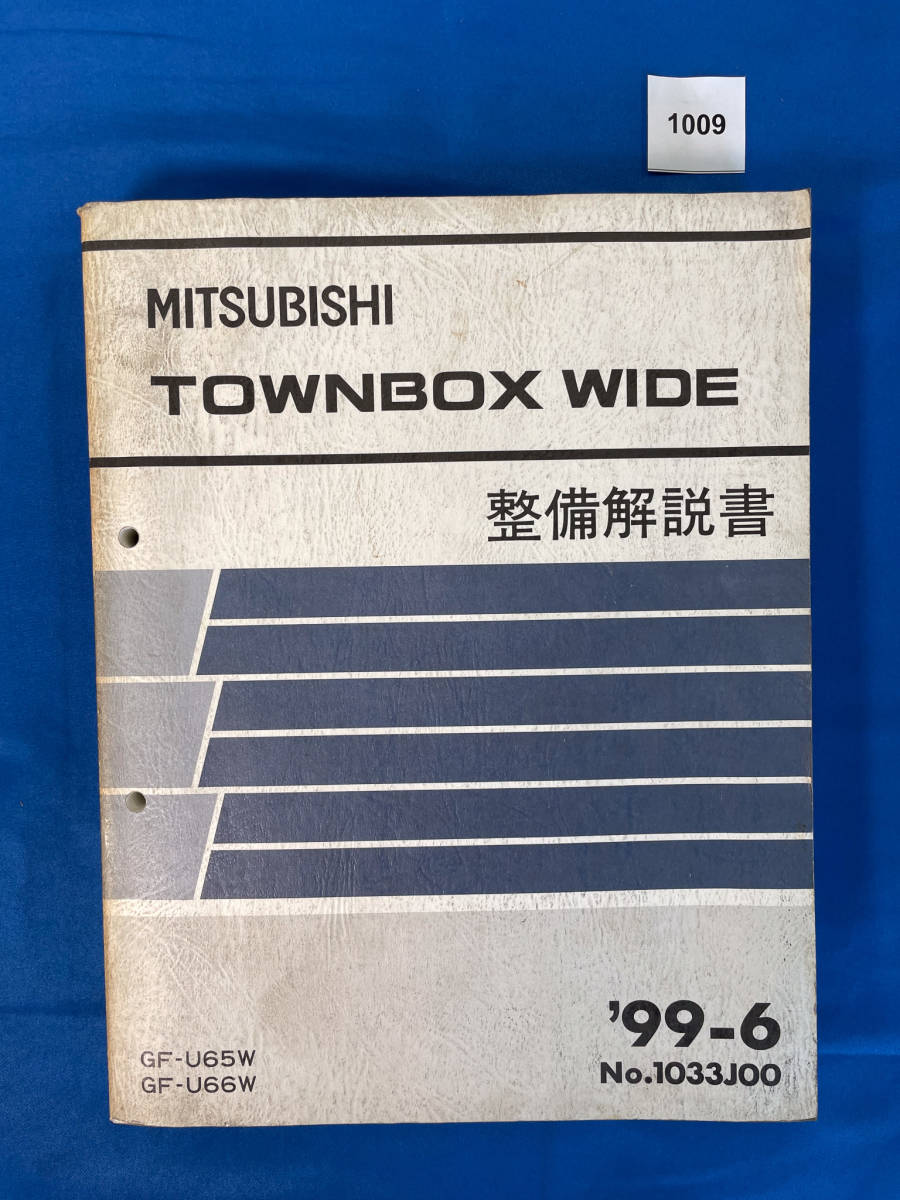 1009
MITSUBISHI
TOWNBOX WIDE
整備解説書
'99-6
No.1033J00
GF-U65W
GF-U66W